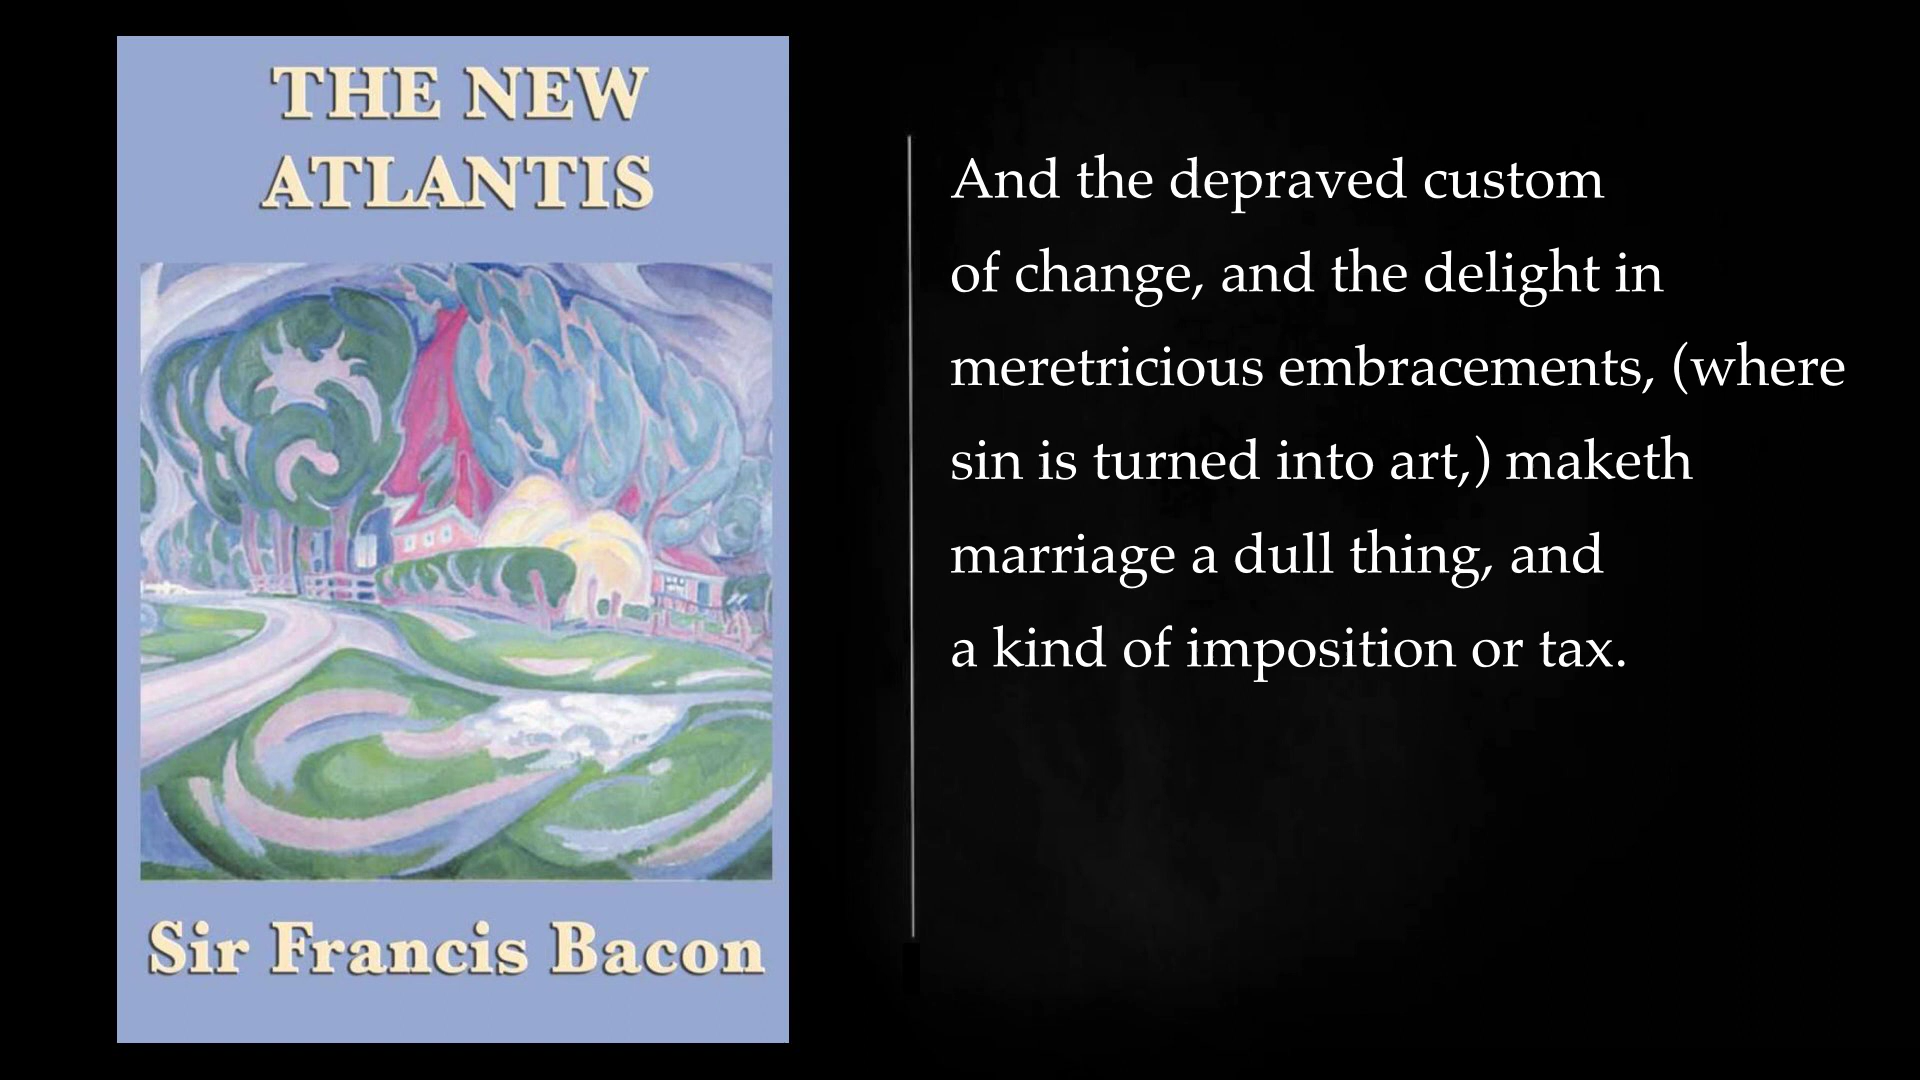 THE NEW
ATLANTIS
Sir Francis Bacon
And the depraved custom
of change, and the delight in
meretricious embracements, (where
sin is turned into art,) maketh
marriage a dull thing, and
a kind of imposition or tax.